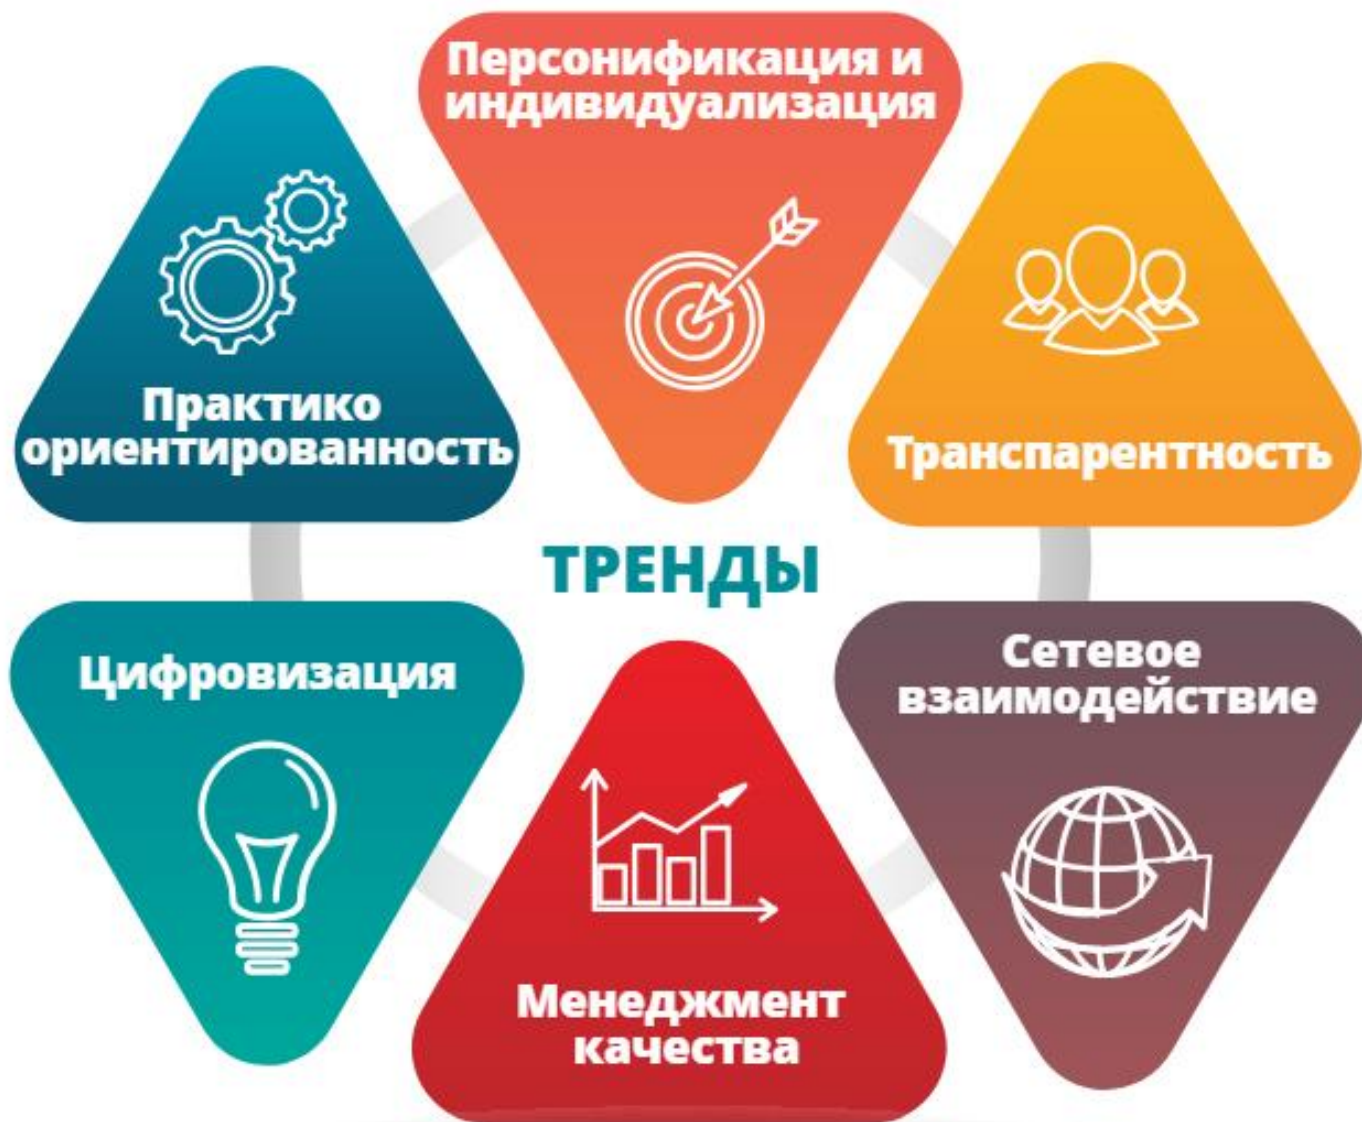 Персонификация и
индивидуализация
Практико
ориентированность
Транспарентность
ТРЕНДЫ
Цифровизация
Сетевое
взаимодействие
Менеджмент
качества